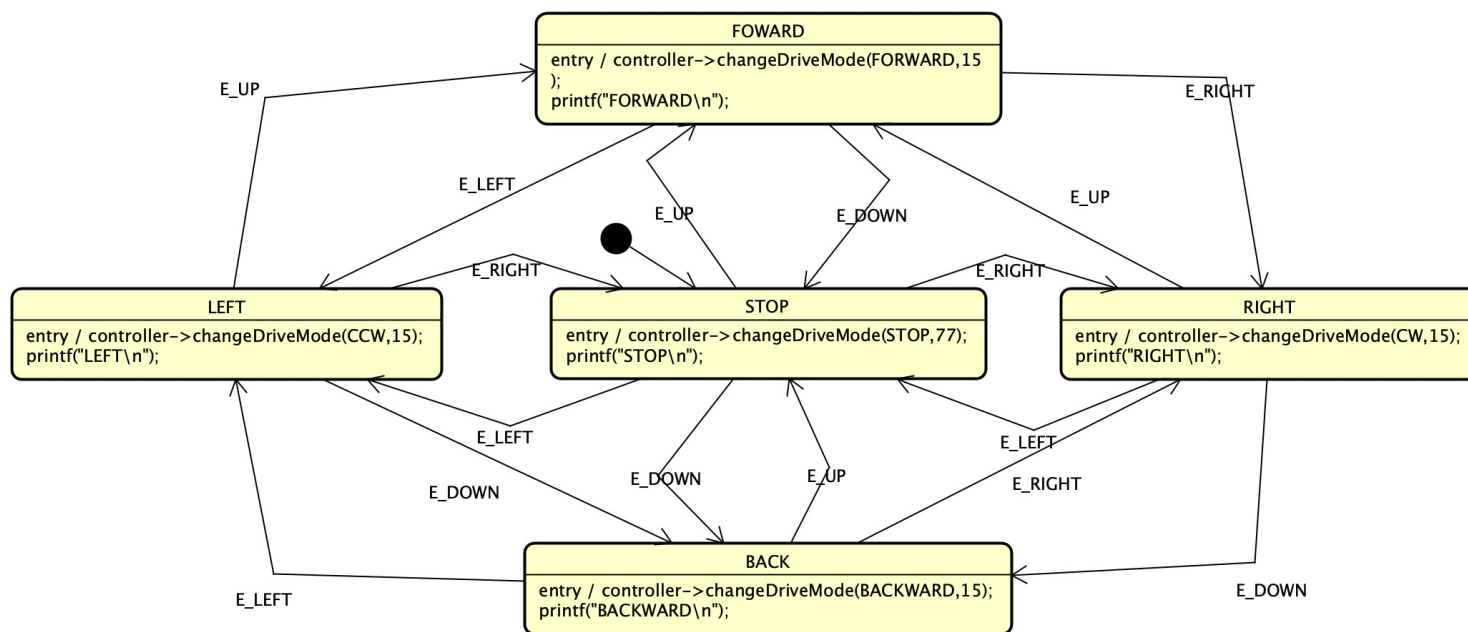 FOWARD
entry / controller->changeDriveMode(FORWARD,15
);
printf("FORWARD\n");
E_UP
E_RIGHT
E_LEFT
E_UP
E_DOWN
E_UP
E_RIGHT
E_RIGHT
LEFT
entry / controller->changeDriveMode(CCW,15);
printf("LEFT\n");
STOP
entry / controller->changeDriveMode(STOP,77);
printf("STOP\n");
RIGHT
entry / controller->changeDriveMode(CW,15);
printf("RIGHT\n");
E_LEFT
E_LEFT
E_DOWN
E_DOWN
E_UP
E_RIGHT
BACK
entry / controller->changeDriveMode(BACKWARD,15);
printf("BACKWARD\n");
E_LEFT
E_DOWN